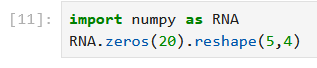 [11]: import numpy as RNA
RNA.zeros(20).reshape(5,4)